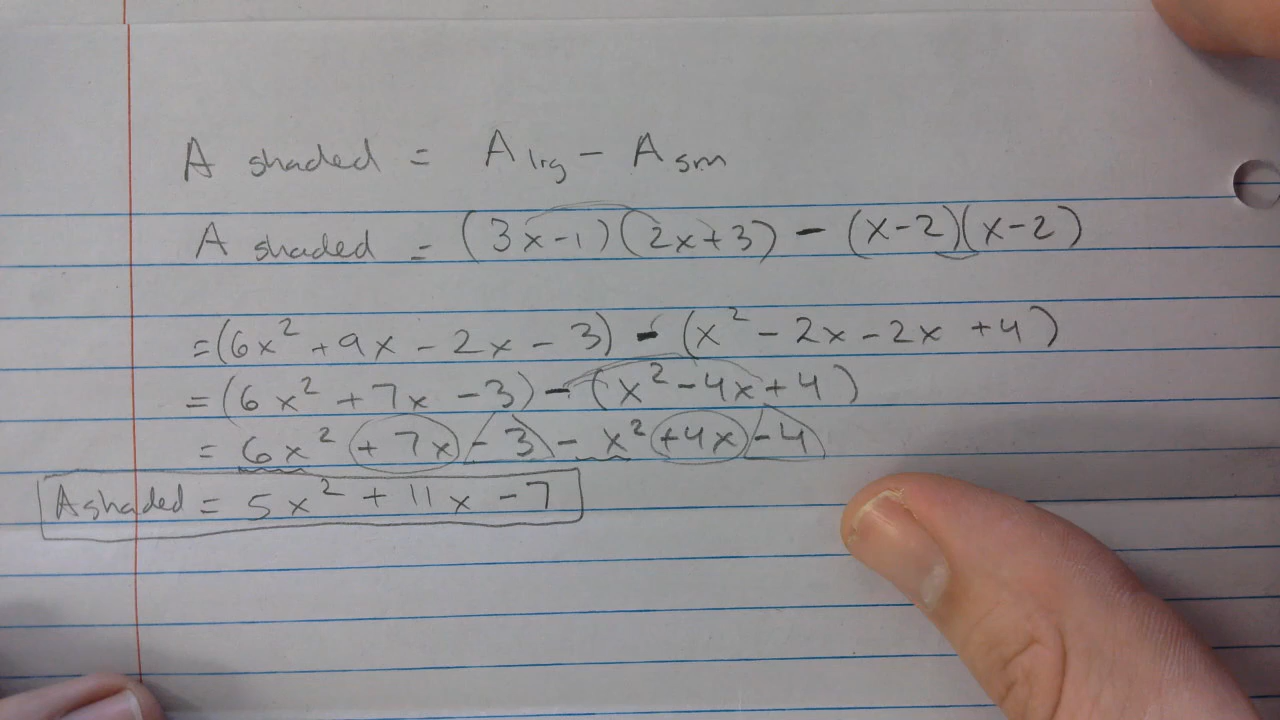 A shaded = A lrg - A sm
A shaded = (3x-1)(2x+3) - (x-2)(x-2)
=(6x² + 9x - 2x - 3) - (x² - 2x - 2x + 4)
=(6x² + 7x - 3) - (x² - 4x + 4)
= 6x² + 7x - 3 - x² + 4x - 4
A shaded = 5x² + 11x - 7